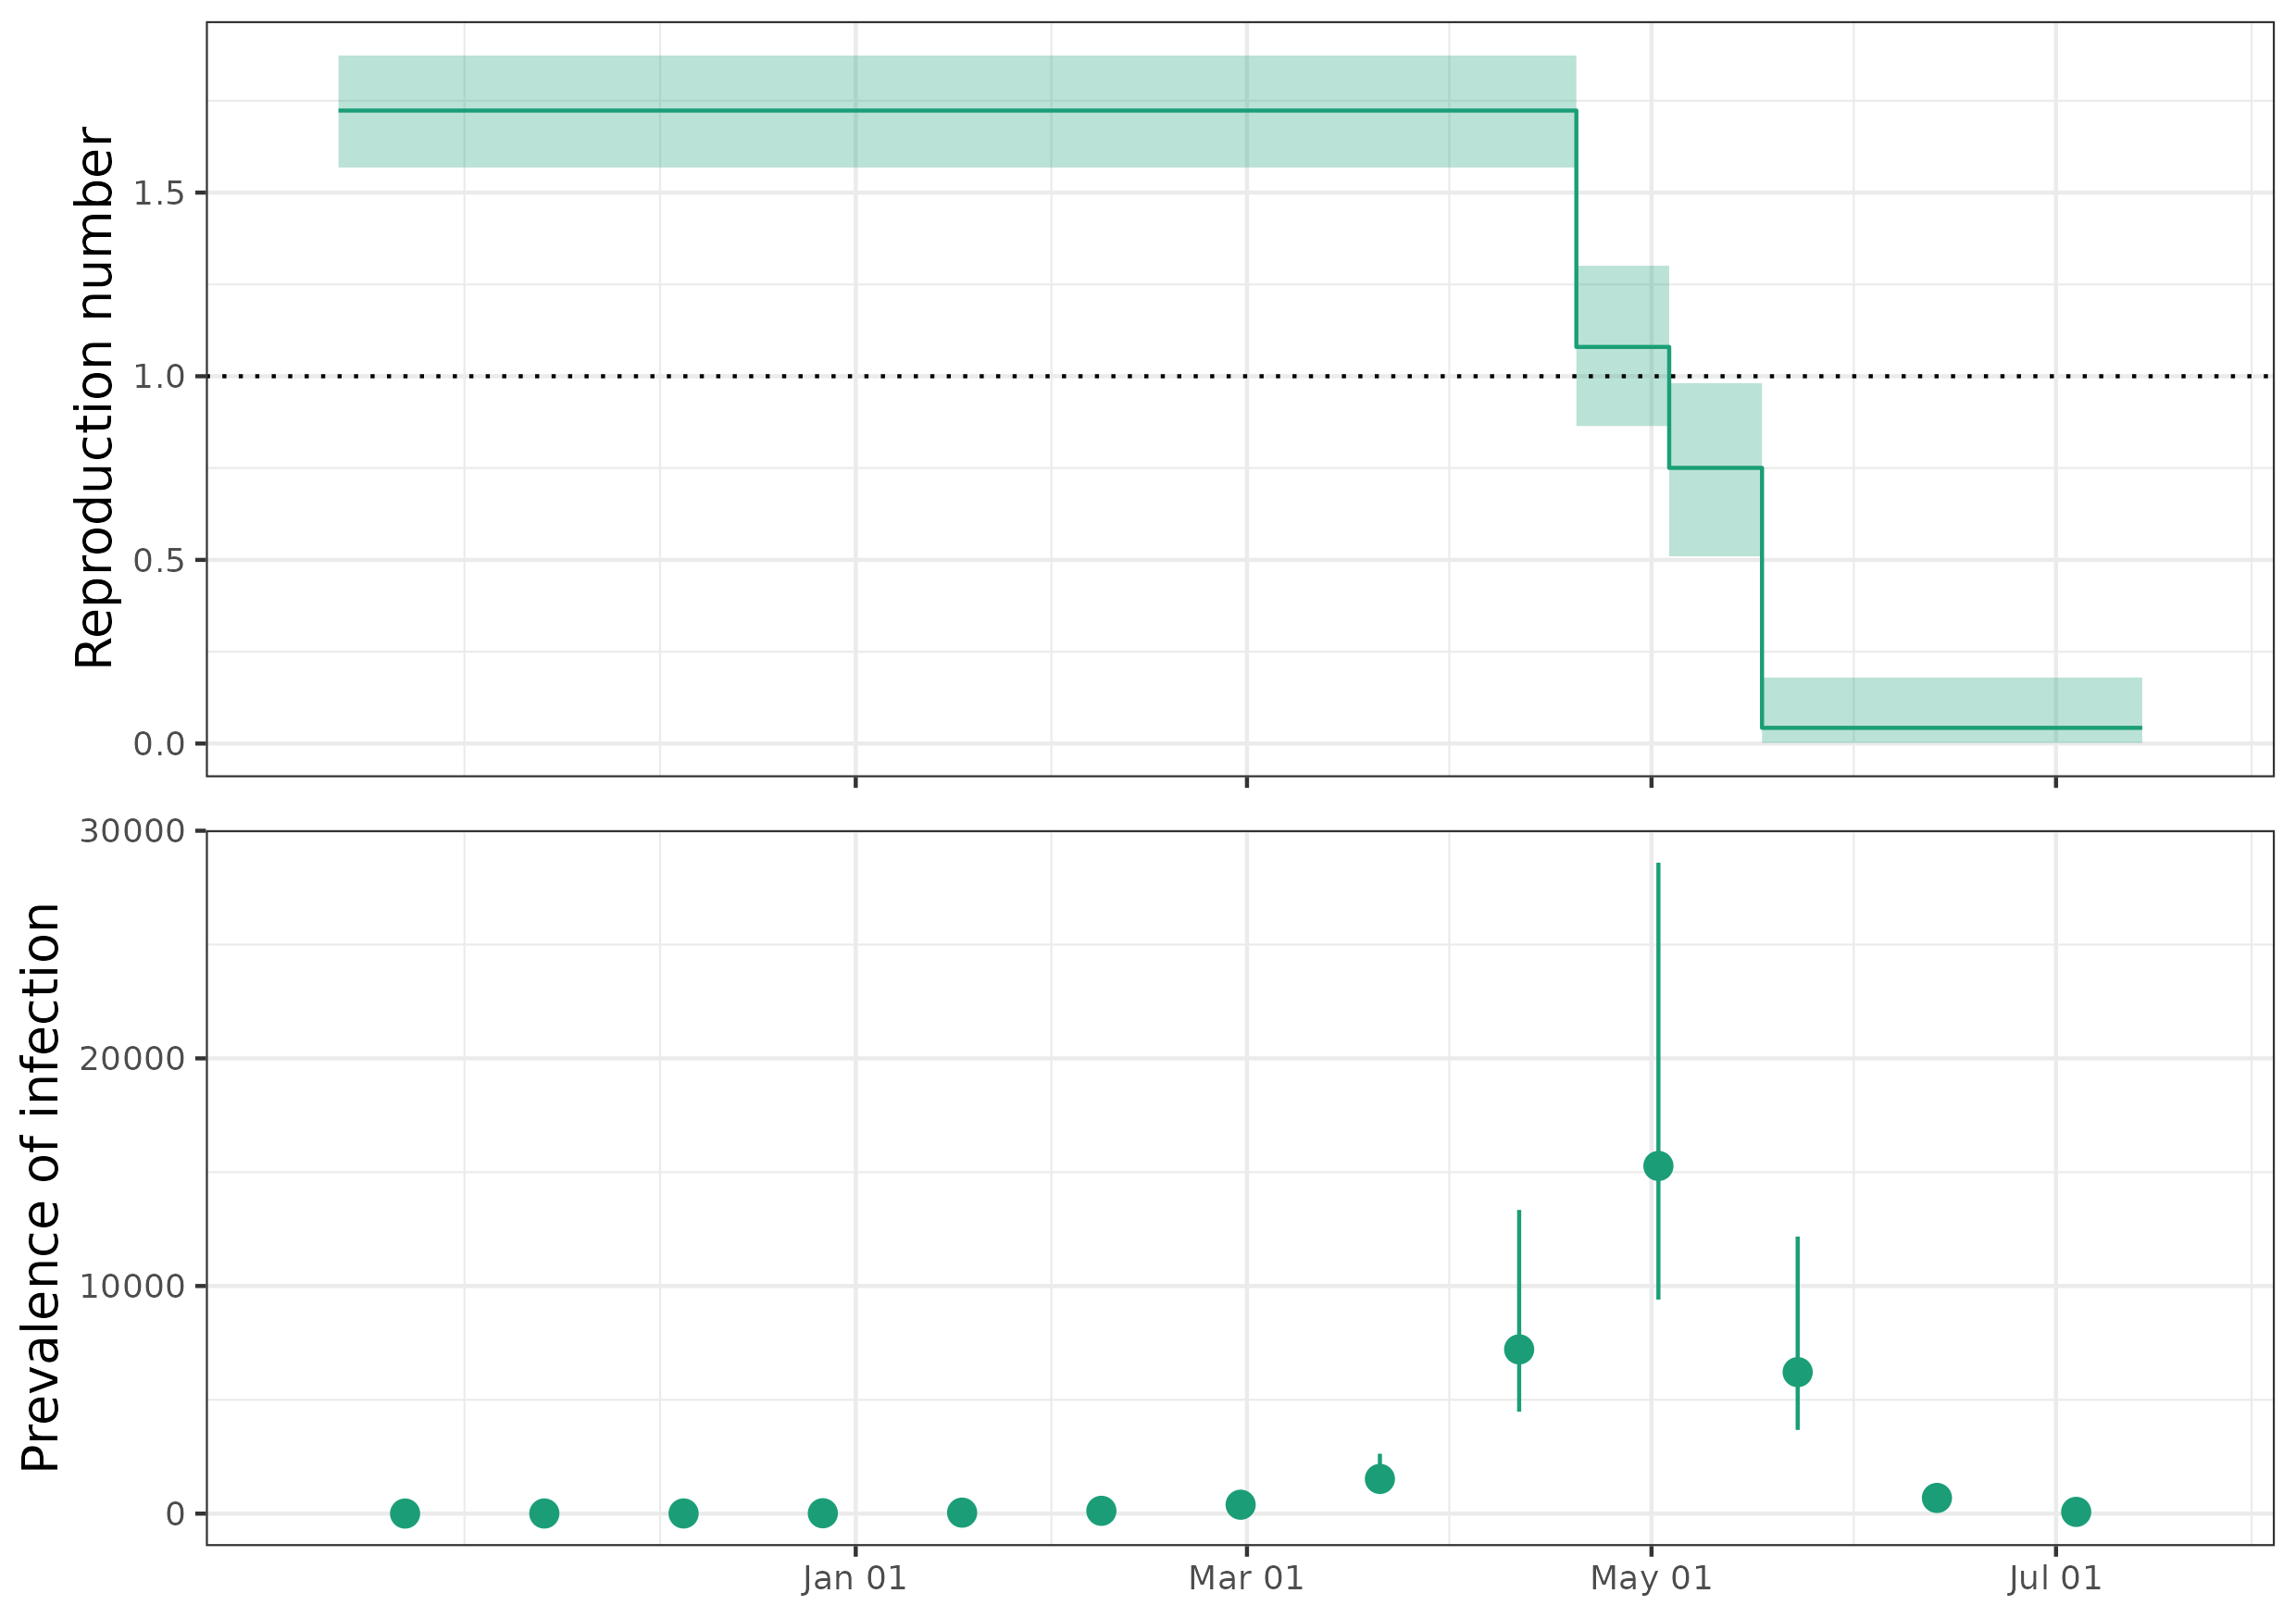 Reproduction number
1.5
1.0
0.5
0.0
Prevalence of infection
30000
20000
10000
0
Jan 01
Mar 01
May 01
Jul 01